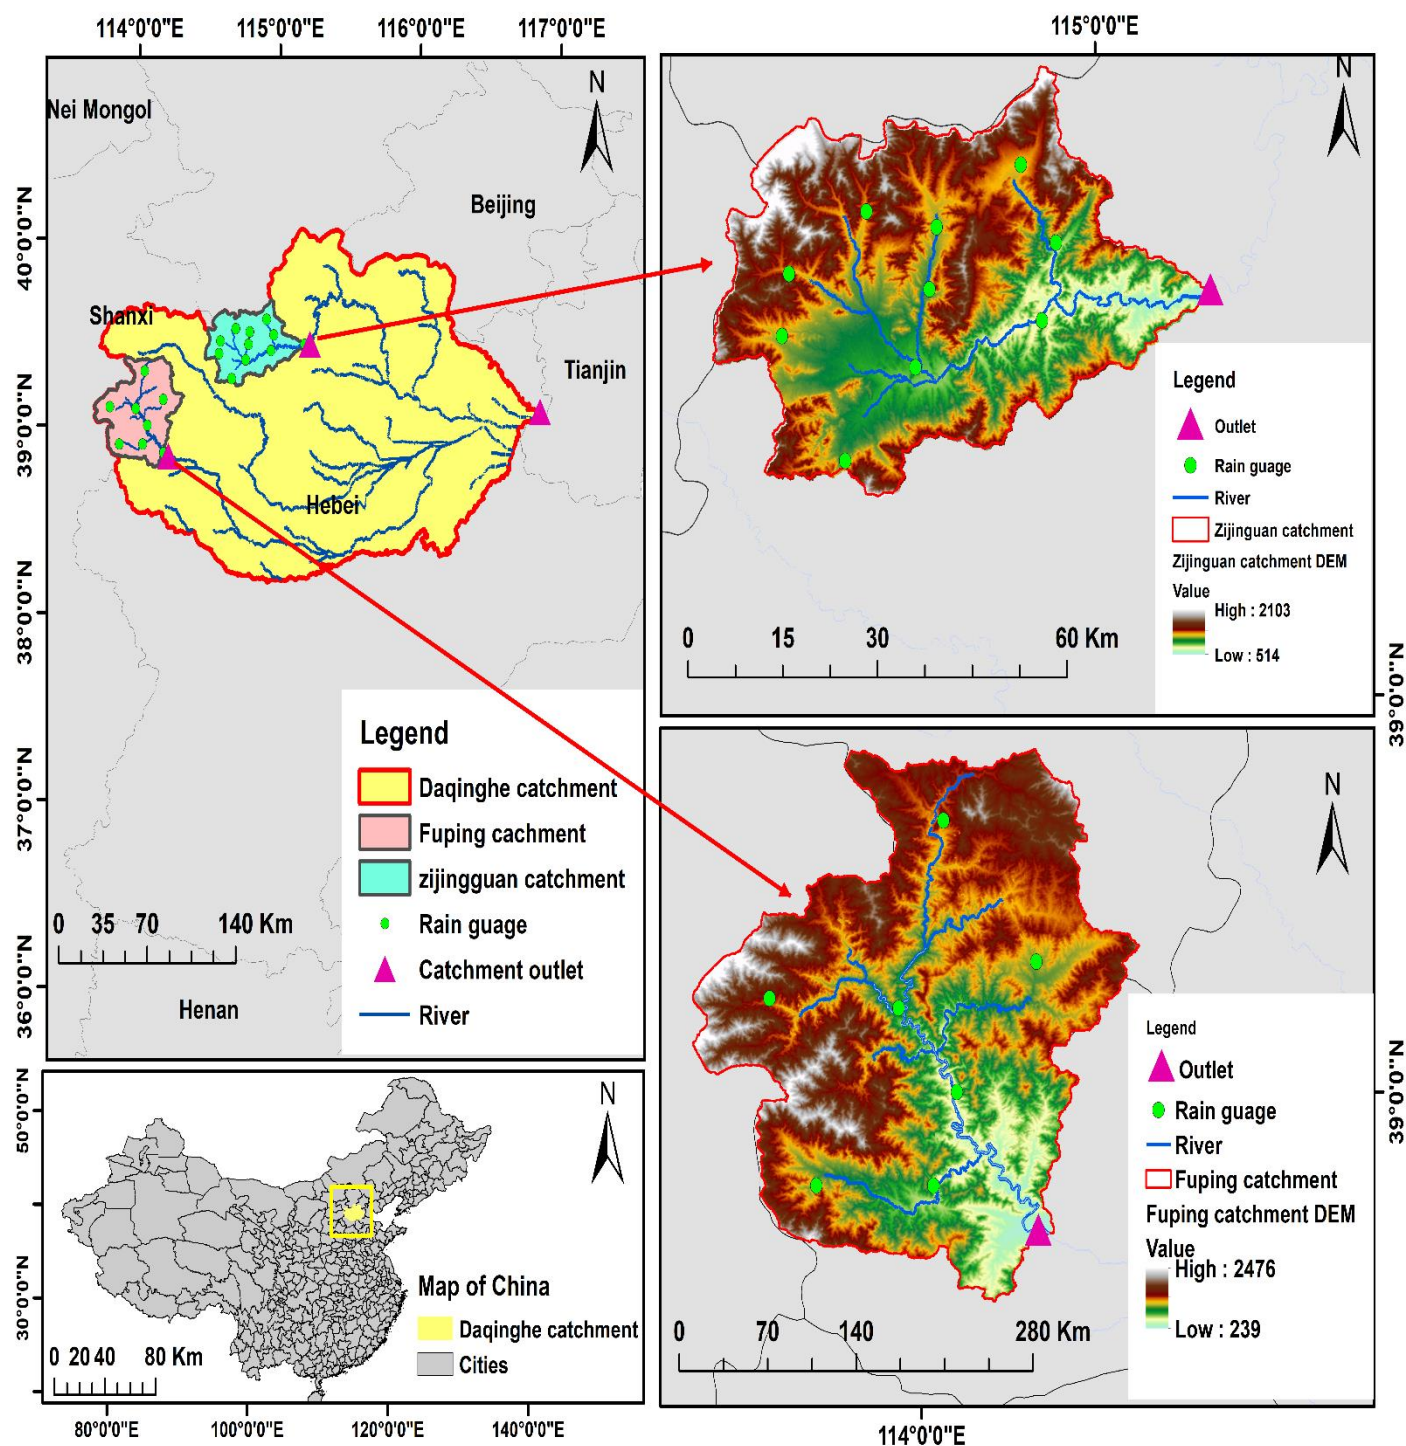 114°0'0"E
115°0'0"E
116°0'0"E
117°0'0"E
40°0'0"N
39°0'0"N
38°0'0"N
37°0'0"N
36°0'0"N
N
Nei Mongol
Beijing
Shanxi
Tianjin
Hebei
Henan
Legend
Daqinghe catchment
Fuping cachment
zijingguan catchment
Rain guage
Catchment outlet
River
0 35 70 140 Km
115°0'0"E
39°0'0"N
N
Legend
Outlet
Rain guage
River
Zijinguan catchment
Zijinguan catchment DEM
Value
High : 2103
Low : 514
0 15 30 60 Km
N
39°0'0"N
114°0'0"E
Legend
Outlet
Rain guage
River
Fuping catchment
Fuping catchment DEM
Value
High : 2476
Low : 239
0 70 140 280 Km
50°0'0"N
30°0'0"N
N
Map of China
Daqinghe catchment
Cities
0 20 40 80 Km
80°0'0"E
100°0'0"E
120°0'0"E
140°0'0"E